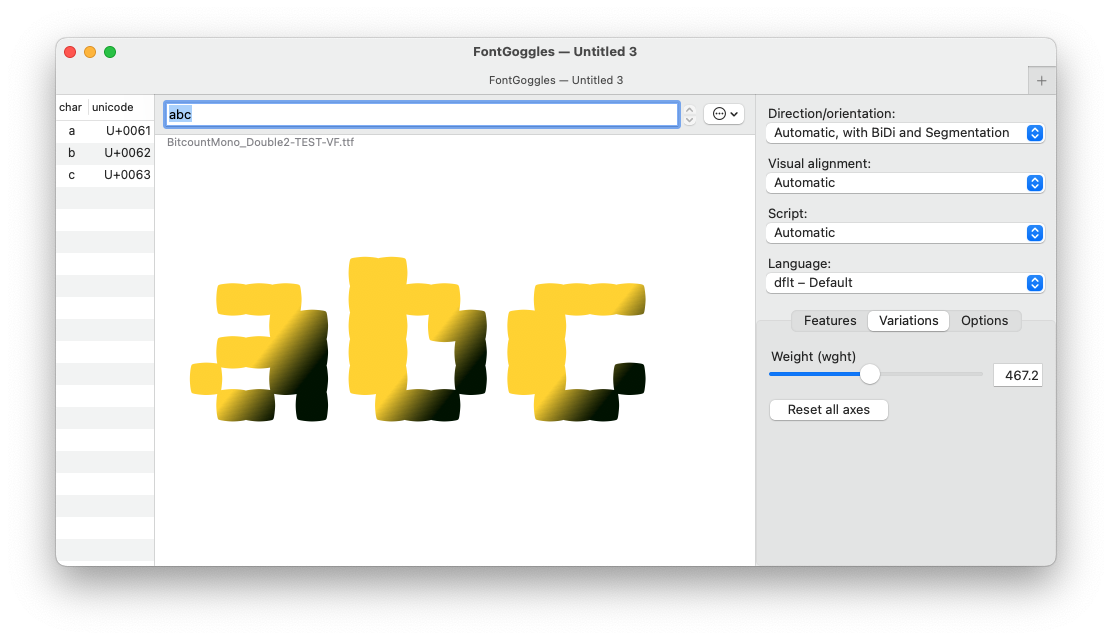 FontGoggles — Untitled 3
FontGoggles — Untitled 3
char unicode
a U+0061
b U+0062
c U+0063
abc
BitcountMono_Double2-TEST-VF.ttf
abc
Direction/orientation:
Automatic, with BiDi and Segmentation
Visual alignment:
Automatic
Script:
Automatic
Language:
dflt – Default
Features Variations Options
Weight (wght)
467.2
Reset all axes